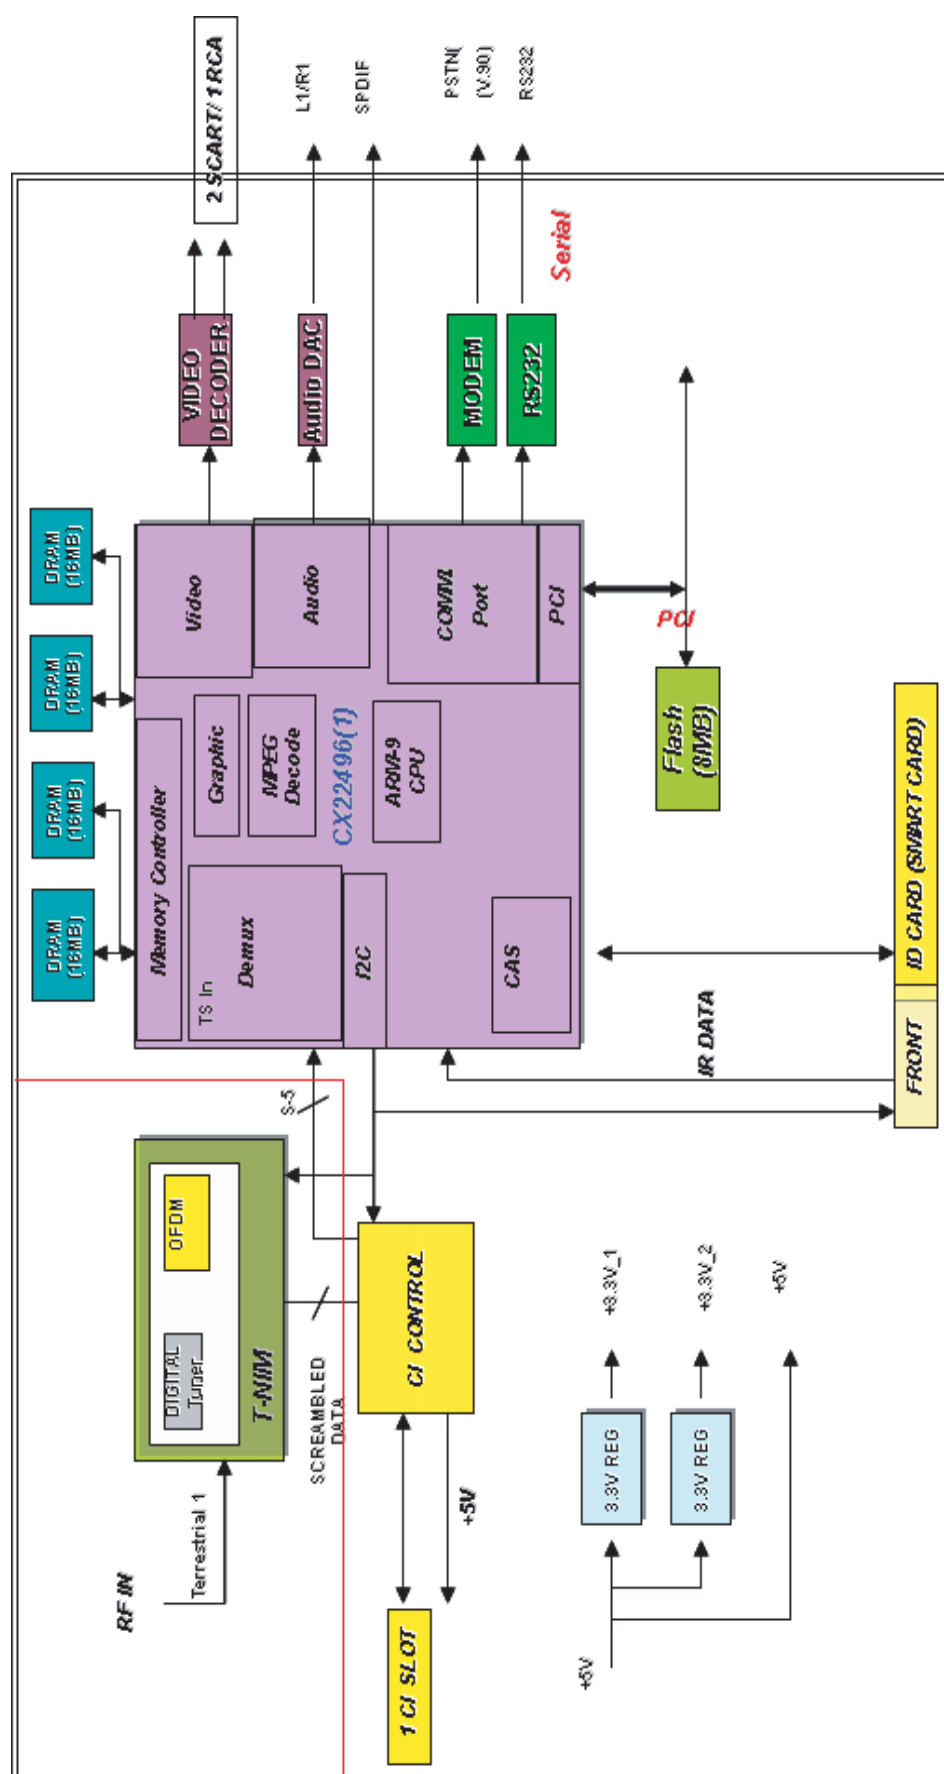 RF IN
Terrestrial 1
DIGITAL
Tuner
OFDM
T-NIM
SCREAMBLED
DATA
S-5
1 CI SLOT
+5V
CI CONTROL
DRAM
(16MB)
DRAM
(16MB)
DRAM
(16MB)
DRAM
(16MB)
Memory Controller
TS In
Demux
I2C
CAS
Graphic
MPEG
Decode
CX22496(1)
ARM-9
CPU
Video
Audio
COMM.
Port
PCI
VIDEO
DECODER
Audio DAC
MODEM
RS232
2 SCART/ 1RCA
L1/R1
SPDIF
PSTN(
(V.90)
RS232
Serial
PCI
Flash
(8MB)
IR DATA
FRONT
ID CARD (SMART CARD)
+5V
3.3V REG
3.3V REG
+3.3V_1
+3.3V_2
+5V